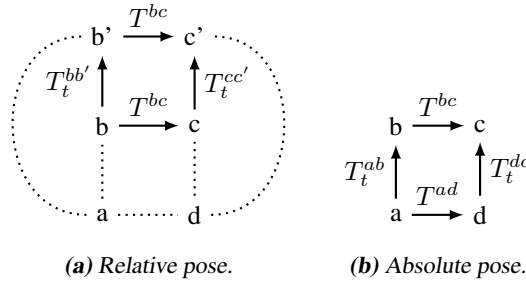 b’ T^{bc} c’
T_t^{bb'} T_t^{cc'}
b T^{bc} c
a d
(a) Relative pose.
b T^{bc} c
T_t^{ab} T_t^{dc}
a T^{ad} d
(b) Absolute pose.